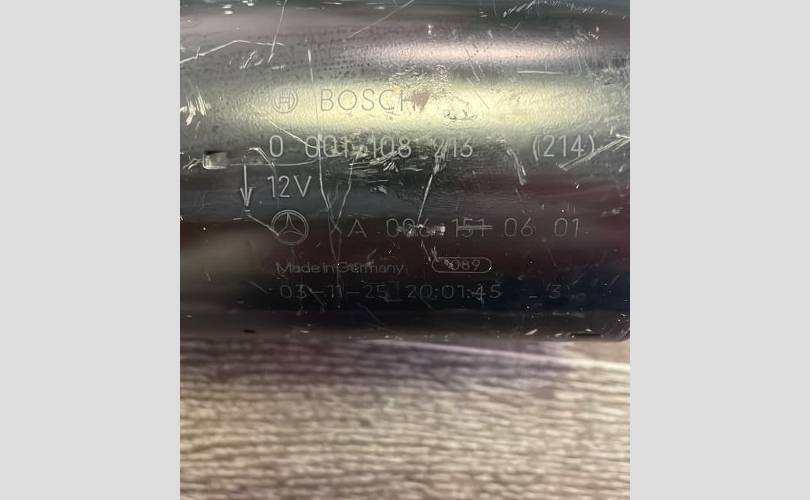 BOSCH
0 001 108 (214)
12V
XA 151 06 01
Made in Germany
03-11-25 20:01:45 _ 3